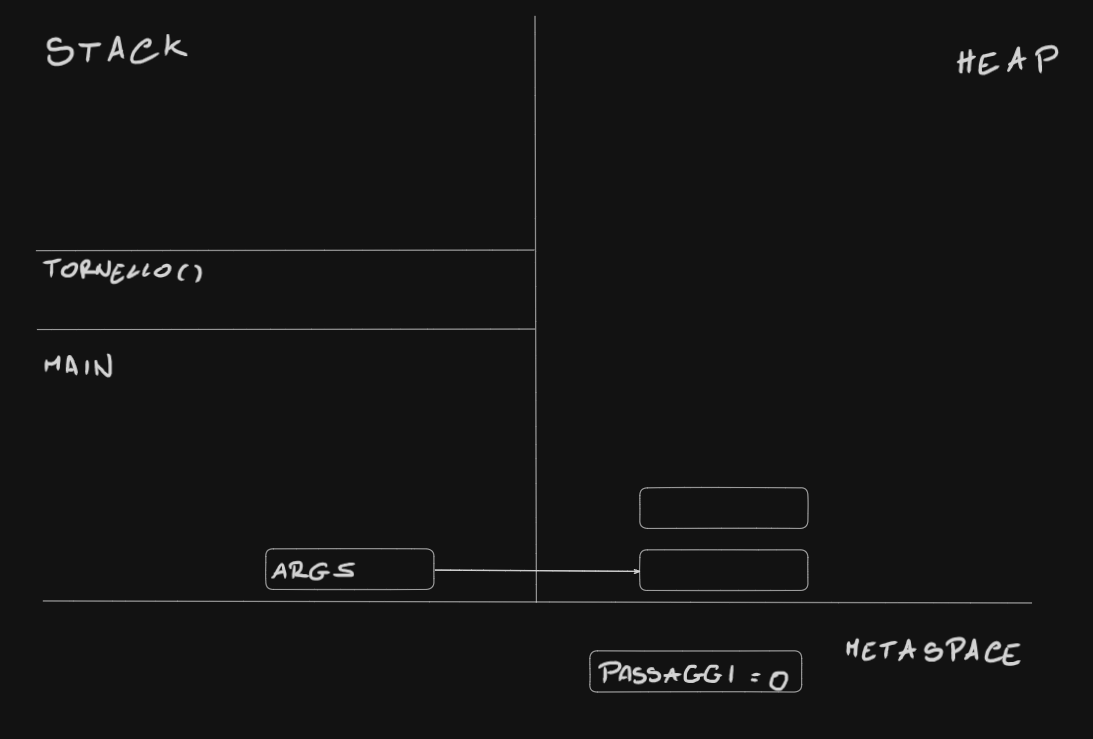 STACK
HEAP
TORNELLO()
MAIN
ARGS
METASPACE
PASSAGGI = 0